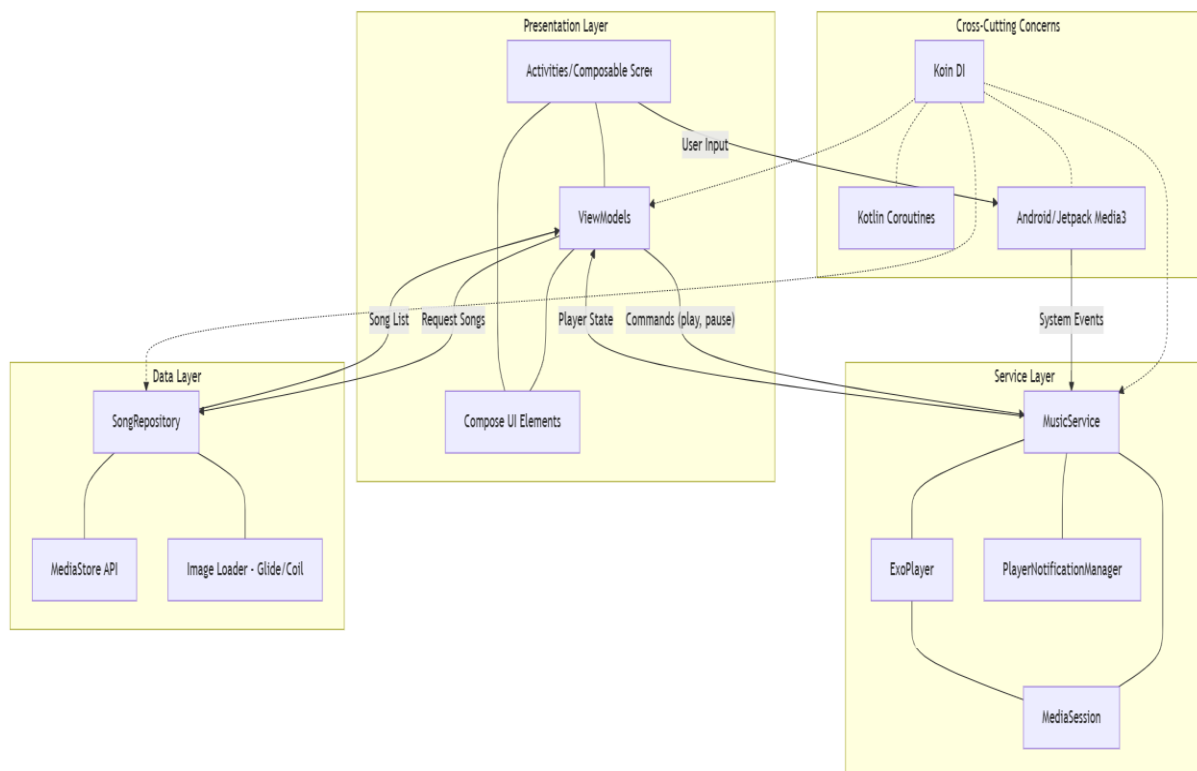 Presentation Layer
Cross-Cutting Concerns
Activities/Composable Scree
Koin DI
User Input
ViewModels
Kotlin Coroutines
Android/Jetpack Media3
Song List
Request Songs
Player State
Commands (play, pause)
System Events
Data Layer
Service Layer
SongRepository
Compose UI Elements
MusicService
MediaStore API
Image Loader - Glide/Coil
ExoPlayer
PlayerNotificationManager
MediaSession